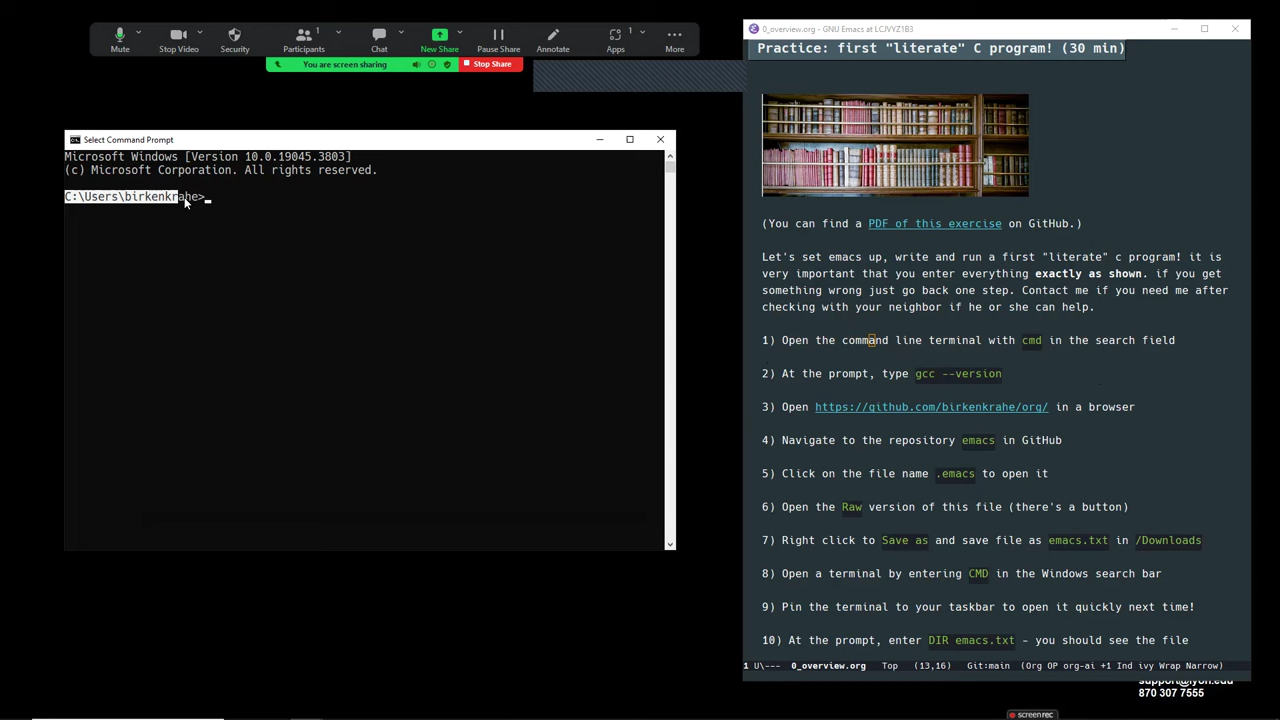 Mute
Stop Video
Security
Participants
1
Chat
New Share
Pause Share
Annotate
Apps
1
More
You are screen sharing
Stop Share
Select Command Prompt
Microsoft Windows [Version 10.0.19045.3803]
(c) Microsoft Corporation. All rights reserved.
C:\Users\birkenkrahe>
0_overview.org - GNU Emacs at LCJVYZ1B3
Practice: first "literate" C program! (30 min)
(You can find a PDF of this exercise on GitHub.)
Let's set emacs up, write and run a first "literate" c program! it is
very important that you enter everything exactly as shown. if you get
something wrong just go back one step. Contact me if you need me after
checking with your neighbor if he or she can help.
1) Open the command line terminal with cmd in the search field
2) At the prompt, type gcc --version
3) Open https://github.com/birkenkrahe/org/ in a browser
4) Navigate to the repository emacs in GitHub
5) Click on the file name .emacs to open it
6) Open the Raw version of this file (there's a button)
7) Right click to Save as and save file as emacs.txt in /Downloads
8) Open a terminal by entering CMD in the Windows search bar
9) Pin the terminal to your taskbar to open it quickly next time!
10) At the prompt, enter DIR emacs.txt - you should see the file
1 U\--- 0_overview.org Top (13,16) Git:main (Org OP org-ai +1 Ind ivy Wrap Narrow)
support@lyon.edu
870 307 7555
screenrec